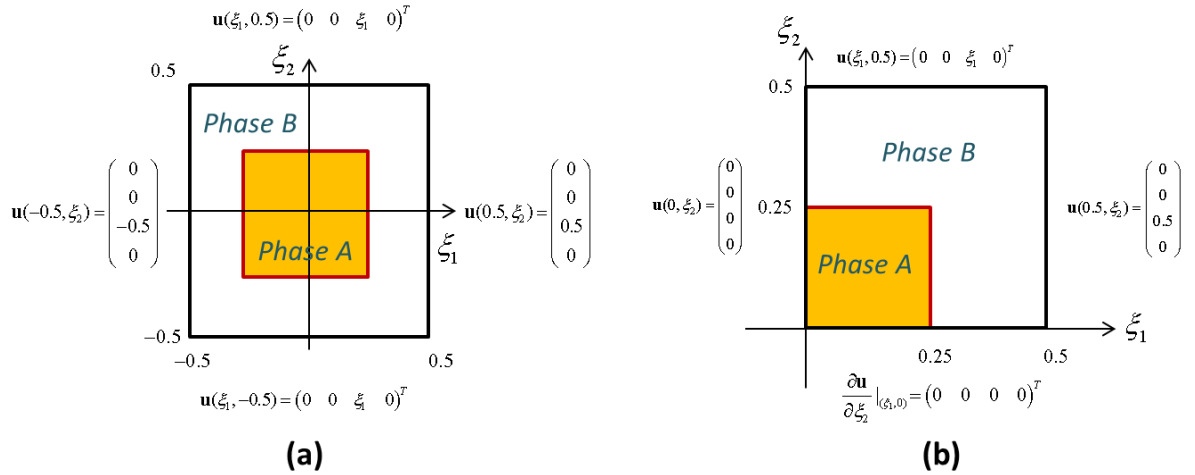 u(ξ₁,0.5)=(0 0 ξ₁ 0)ᵀ
ξ₂
0.5
Phase B
u(−0.5,ξ₂)=(0 0 −0.5 0)
u(0.5,ξ₂)=(0 0 0.5 0)
ξ₁
Phase A
−0.5
−0.5
0.5
u(ξ₁,−0.5)=(0 0 ξ₁ 0)ᵀ
(a)
ξ₂
u(ξ₁,0.5)=(0 0 ξ₁ 0)ᵀ
0.5
Phase B
u(0,ξ₂)=(0 0 0 0)
0.25
u(0.5,ξ₂)=(0 0 0.5 0)
Phase A
ξ₁
0.25
0.5
∂u/∂ξ₂|(ξ₁,0)=(0 0 0 0)ᵀ
(b)